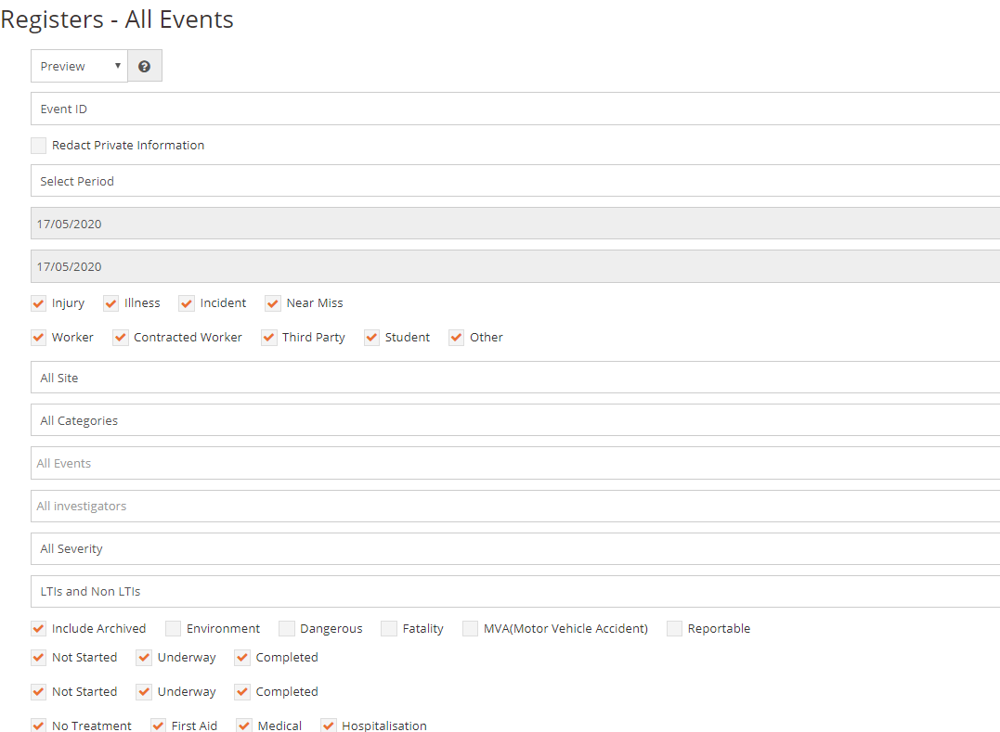 Registers - All Events
Preview
Event ID
Redact Private Information
Select Period
17/05/2020
17/05/2020
Injury Illness Incident Near Miss
Worker Contracted Worker Third Party Student Other
All Site
All Categories
All Events
All investigators
All Severity
LTIs and Non LTIs
Include Archived Environment Dangerous Fatality MVA(Motor Vehicle Accident) Reportable
Not Started Underway Completed
Not Started Underway Completed
No Treatment First Aid Medical Hospitalisation